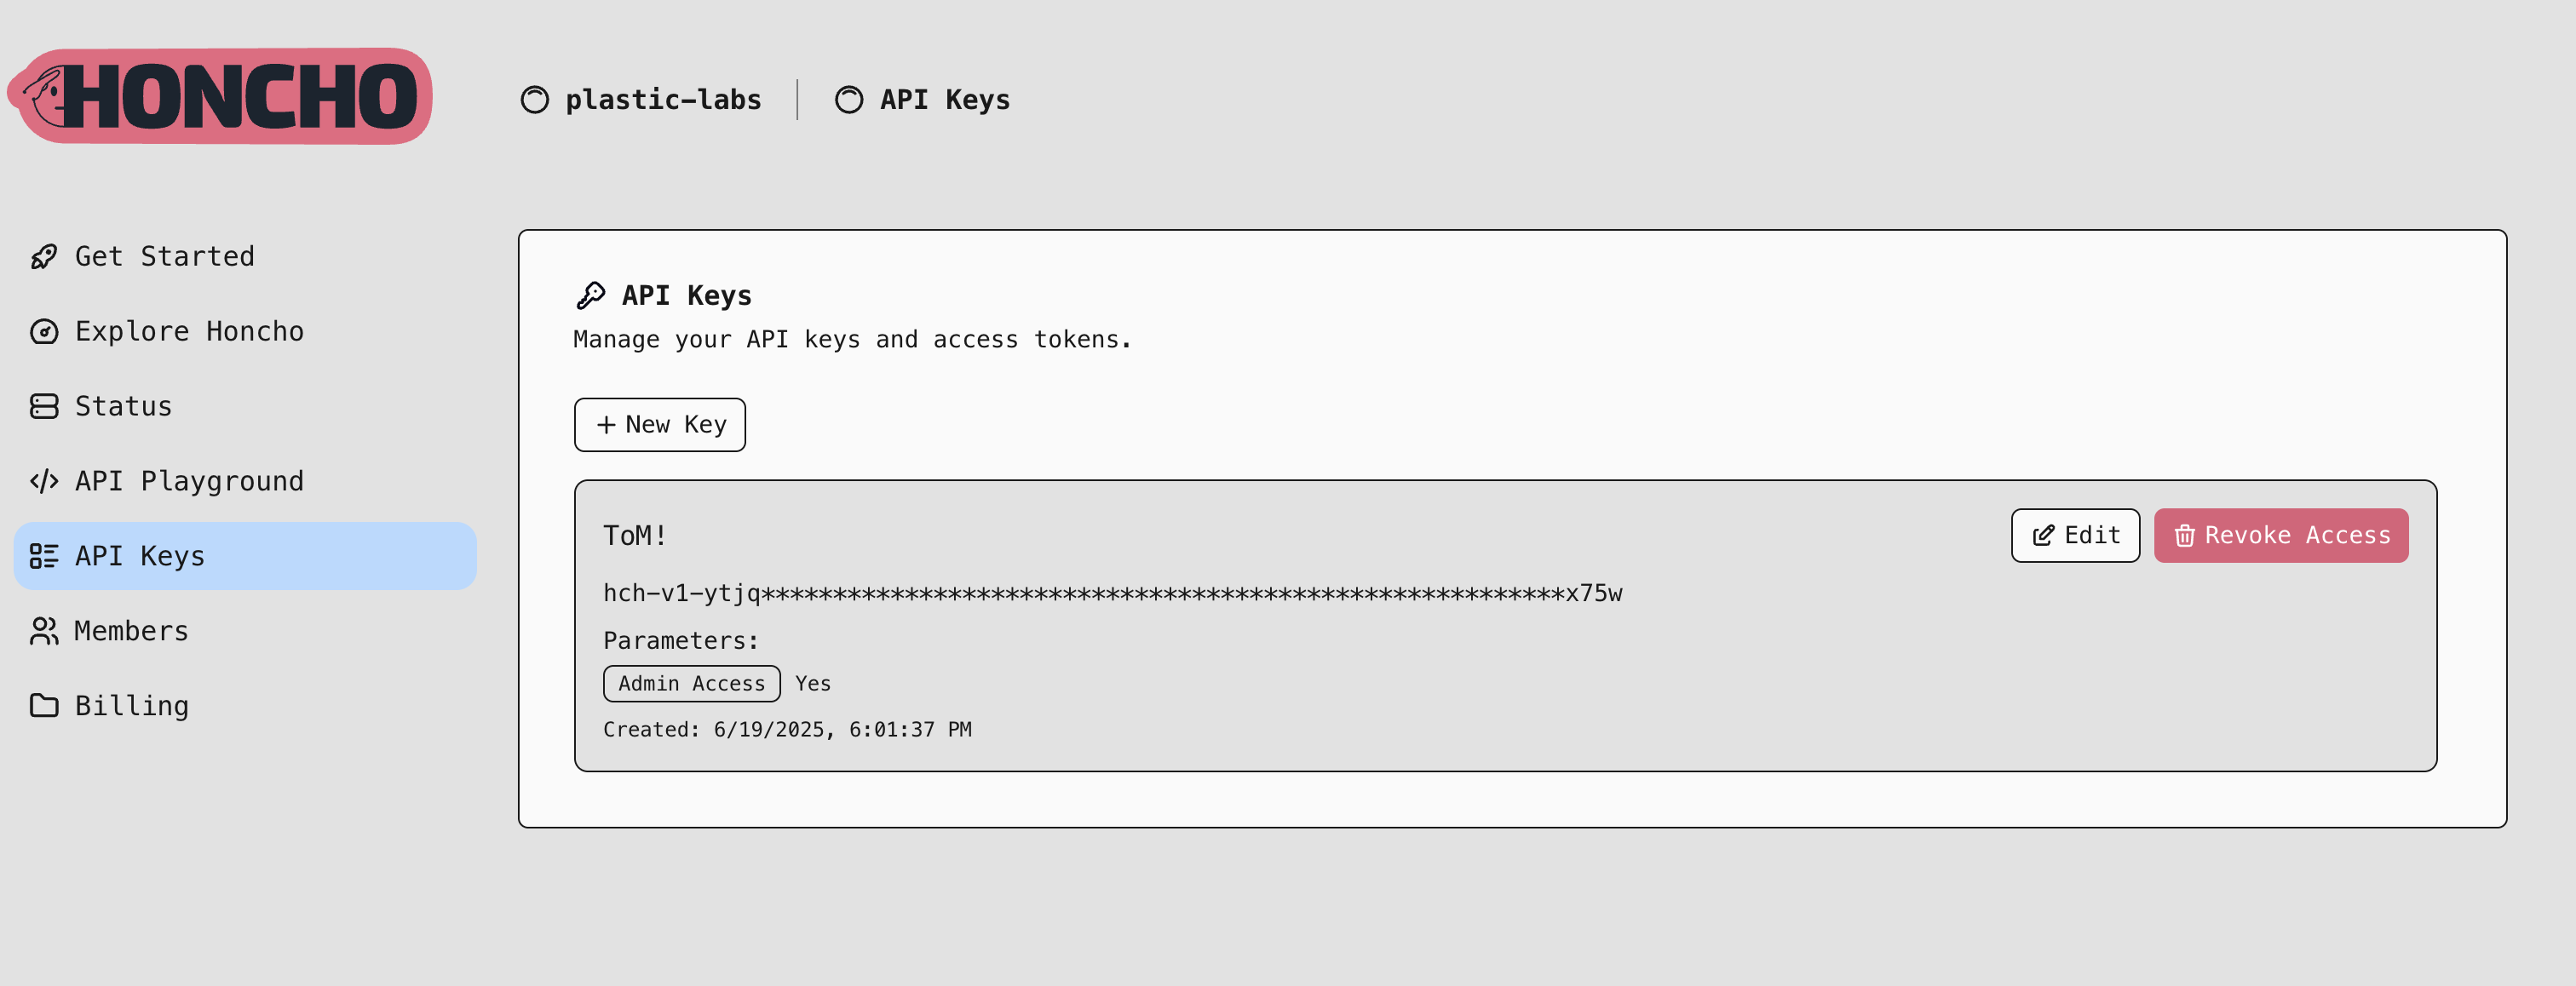 HONCHO
plastic-labs
API Keys
Get Started
Explore Honcho
Status
API Playground
API Keys
Members
Billing
API Keys
Manage your API keys and access tokens.
+ New Key
ToM!
Edit
Revoke Access
hch-v1-ytjq********************************************************x75w
Parameters:
Admin Access Yes
Created: 6/19/2025, 6:01:37 PM